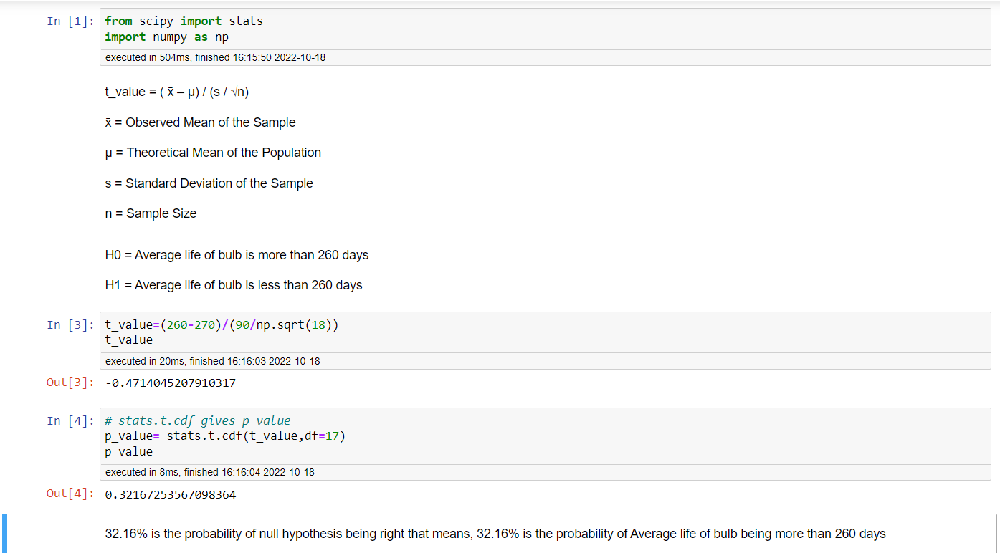 In [1]: from scipy import stats
import numpy as np
executed in 504ms, finished 16:15:50 2022-10-18
t_value = ( x̄ – μ) / (s / √n)
x̄ = Observed Mean of the Sample
μ = Theoretical Mean of the Population
s = Standard Deviation of the Sample
n = Sample Size
H0 = Average life of bulb is more than 260 days
H1 = Average life of bulb is less than 260 days
In [3]: t_value=(260-270)/(90/np.sqrt(18))
t_value
executed in 20ms, finished 16:16:03 2022-10-18
Out[3]: -0.4714045207910317
In [4]: # stats.t.cdf gives p value
p_value= stats.t.cdf(t_value,df=17)
p_value
executed in 8ms, finished 16:16:04 2022-10-18
Out[4]: 0.32167253567098364
32.16% is the probability of null hypothesis being right that means, 32.16% is the probability of Average life of bulb being more than 260 days